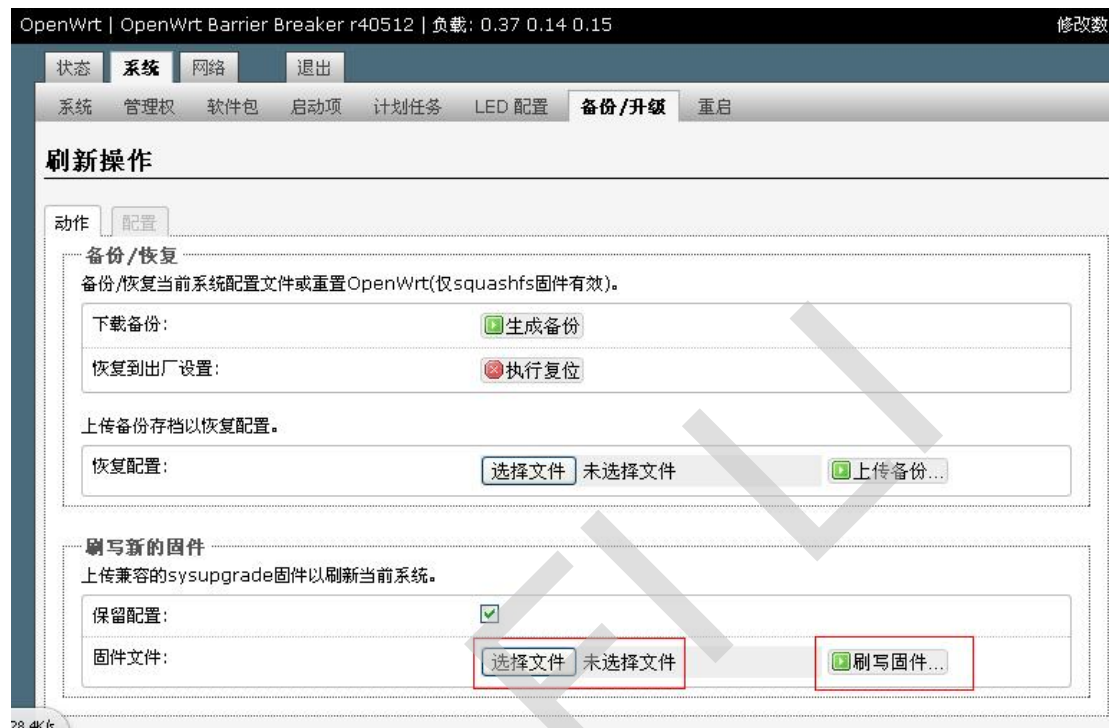 OpenWrt | OpenWrt Barrier Breaker r40512 | 负载: 0.37 0.14 0.15 修改数
状态 系统 网络 退出
系统 管理权 软件包 启动项 计划任务 LED 配置 备份/升级 重启
刷新操作
动作 配置
备份/恢复
备份/恢复当前系统配置文件或重置OpenWrt(仅squashfs固件有效)。
下载备份: 生成备份
恢复到出厂设置: 执行复位
上传备份存档以恢复配置。
恢复配置: 选择文件 未选择文件 上传备份...
刷写新的固件
上传兼容的sysupgrade固件以刷新当前系统。
保留配置:
固件文件: 选择文件 未选择文件 刷写固件...